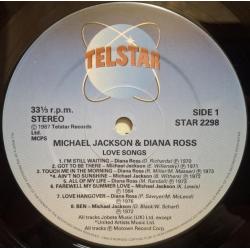 TELSTAR
33⅓ r.p.m.
STEREO
SIDE 1
STAR 2298
℗ 1987 Telstar Records
Ltd.
MCPS
MICHAEL JACKSON & DIANA ROSS
LOVE SONGS
1. I'M STILL WAITING – Diana Ross (D. Richards) ℗ 1970
2. GOT TO BE THERE – Michael Jackson (E. Willensky) ℗ 1971
3. TOUCH ME IN THE MORNING – Diana Ross (R. Miller/M. Masser) ℗ 1973
*4. AIN'T NO SUNSHINE – Michael Jackson (B. Withers) ℗ 1971
5. ALL OF MY LIFE – Diana Ross (M. Randall) ℗ 1973
6. FAREWELL MY SUMMER LOVE – Michael Jackson (K. Lewis)
℗ 1984
7. LOVE HANGOVER – Diana Ross (P. Sawyer/M. McLeod)
℗ 1976
8. BEN – Michael Jackson (D. Black/W. Scharf)
℗ 1972
All tracks Jobete Music (UK) Ltd. except
*United Artists Music Ltd.
All tracks ℗ Motown Record Corp.